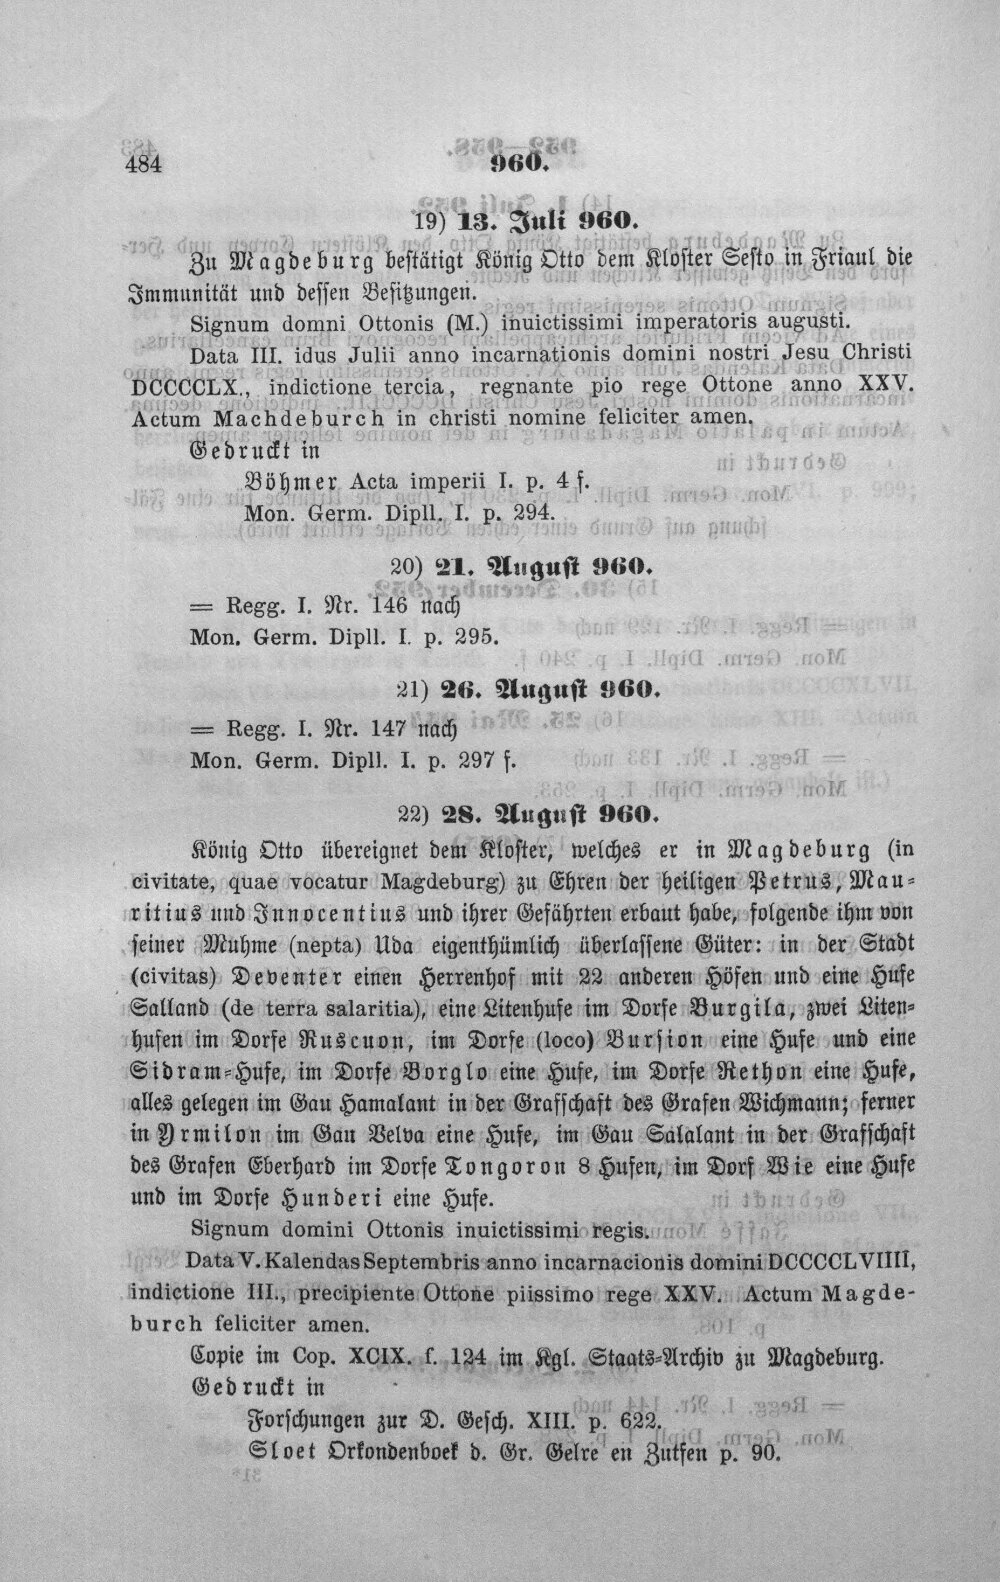 484
960.
19) 13. Juli 960.
Zu Magdeburg bestätigt König Otto dem Kloster Sesto in Friaul die
Immunität und dessen Besitzungen.
Signum domni Ottonis (M.) inuictissimi imperatoris augusti.
Data III. idus Julii anno incarnationis domini nostri Jesu Christi
DCCCCLX., indictione tercia, regnante pio rege Ottone anno XXV.
Actum Machdeburch in christi nomine feliciter amen.
Gedruckt in
Böhmer Acta imperii I. p. 4 f.
Mon. Germ. Dipll. I. p. 294.
20) 21. August 960.
= Regg. I. Nr. 146 nach
Mon. Germ. Dipll. I. p. 295.
21) 26. August 960.
= Regg. I. Nr. 147 nach
Mon. Germ. Dipll. I. p. 297 f.
22) 28. August 960.
König Otto übereignet dem Kloster, welches er in Magdeburg (in
civitate, quae vocatur Magdeburg) zu Ehren der heiligen Petrus, Mau-
ritius und Innocentius und ihrer Gefährten erbaut habe, folgende ihm von
seiner Muhme (nepta) Uda eigenthümlich überlassene Güter: in der Stadt
(civitas) Deventer einen Herrenhof mit 22 anderen Höfen und eine Hufe
Salland (de terra salaritia), eine Litenhufe im Dorfe Burgila, zwei Liten-
hufen im Dorfe Ruscuon, im Dorfe (loco) Bursion eine Hufe und eine
Sidram-Hufe, im Dorfe Borglo eine Hufe, im Dorfe Rethon eine Hufe,
alles gelegen im Gau Hamalant in der Grafschaft des Grafen Wichmann; ferner
in Yrmilon im Gau Velva eine Hufe, im Gau Salalant in der Grafschaft
des Grafen Eberhard im Dorfe Tongoron 8 Hufen, im Dorf Wie eine Hufe
und im Dorfe Hunderi eine Hufe.
Signum domini Ottonis inuictissimi regis.
Data V. Kalendas Septembris anno incarnacionis domini DCCCCLVIIII,
indictione III., precipiente Ottone piissimo rege XXV. Actum Magde-
burch feliciter amen.
Copie im Cop. XCIX. f. 124 im Kgl. Staats-Archiv zu Magdeburg.
Gedruckt in
Forschungen zur D. Gesch. XIII. p. 622.
Sloet Orkondenboek d. Gr. Gelre en Zutfen p. 90.